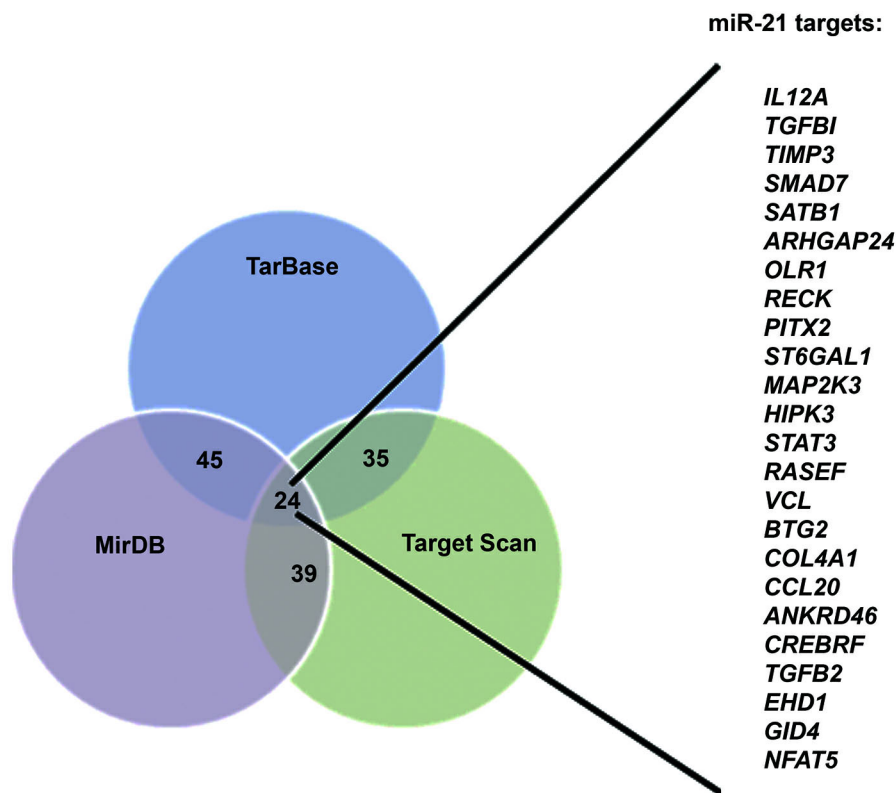 miR-21 targets:
IL12A
TGFBI
TIMP3
SMAD7
SATB1
ARHGAP24
OLR1
RECK
PITX2
ST6GAL1
MAP2K3
HIPK3
STAT3
RASEF
VCL
BTG2
COL4A1
CCL20
ANKRD46
CREBRF
TGFB2
EHD1
GID4
NFAT5
TarBase
45
35
24
MirDB
Target Scan
39